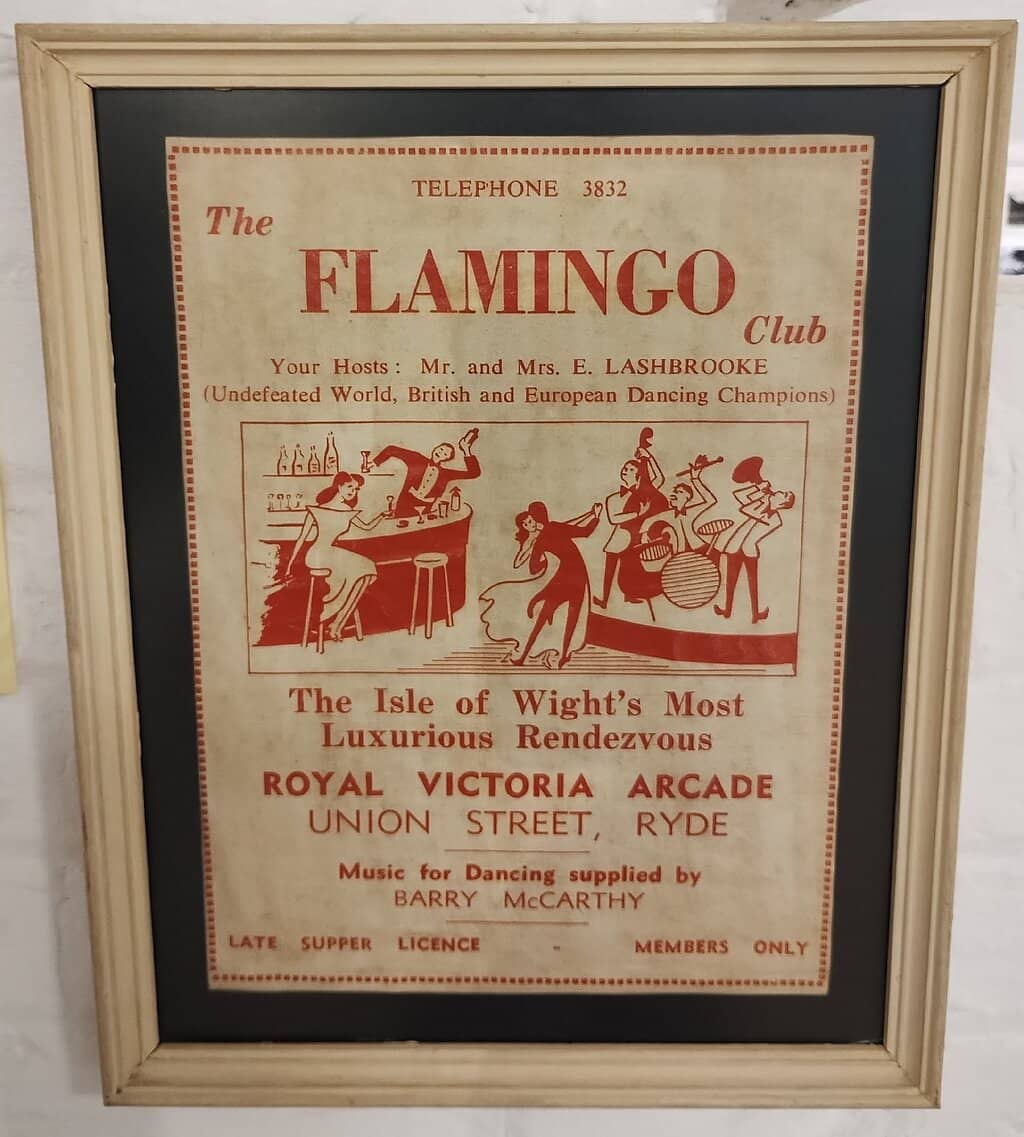 TELEPHONE 3832
The
FLAMINGO
Club
Your Hosts: Mr. and Mrs. E. LASHBROOKE
(Undefeated World, British and European Dancing Champions)
The Isle of Wight's Most
Luxurious Rendezvous
ROYAL VICTORIA ARCADE
UNION STREET, RYDE
Music for Dancing supplied by
BARRY McCARTHY
LATE SUPPER LICENCE - MEMBERS ONLY